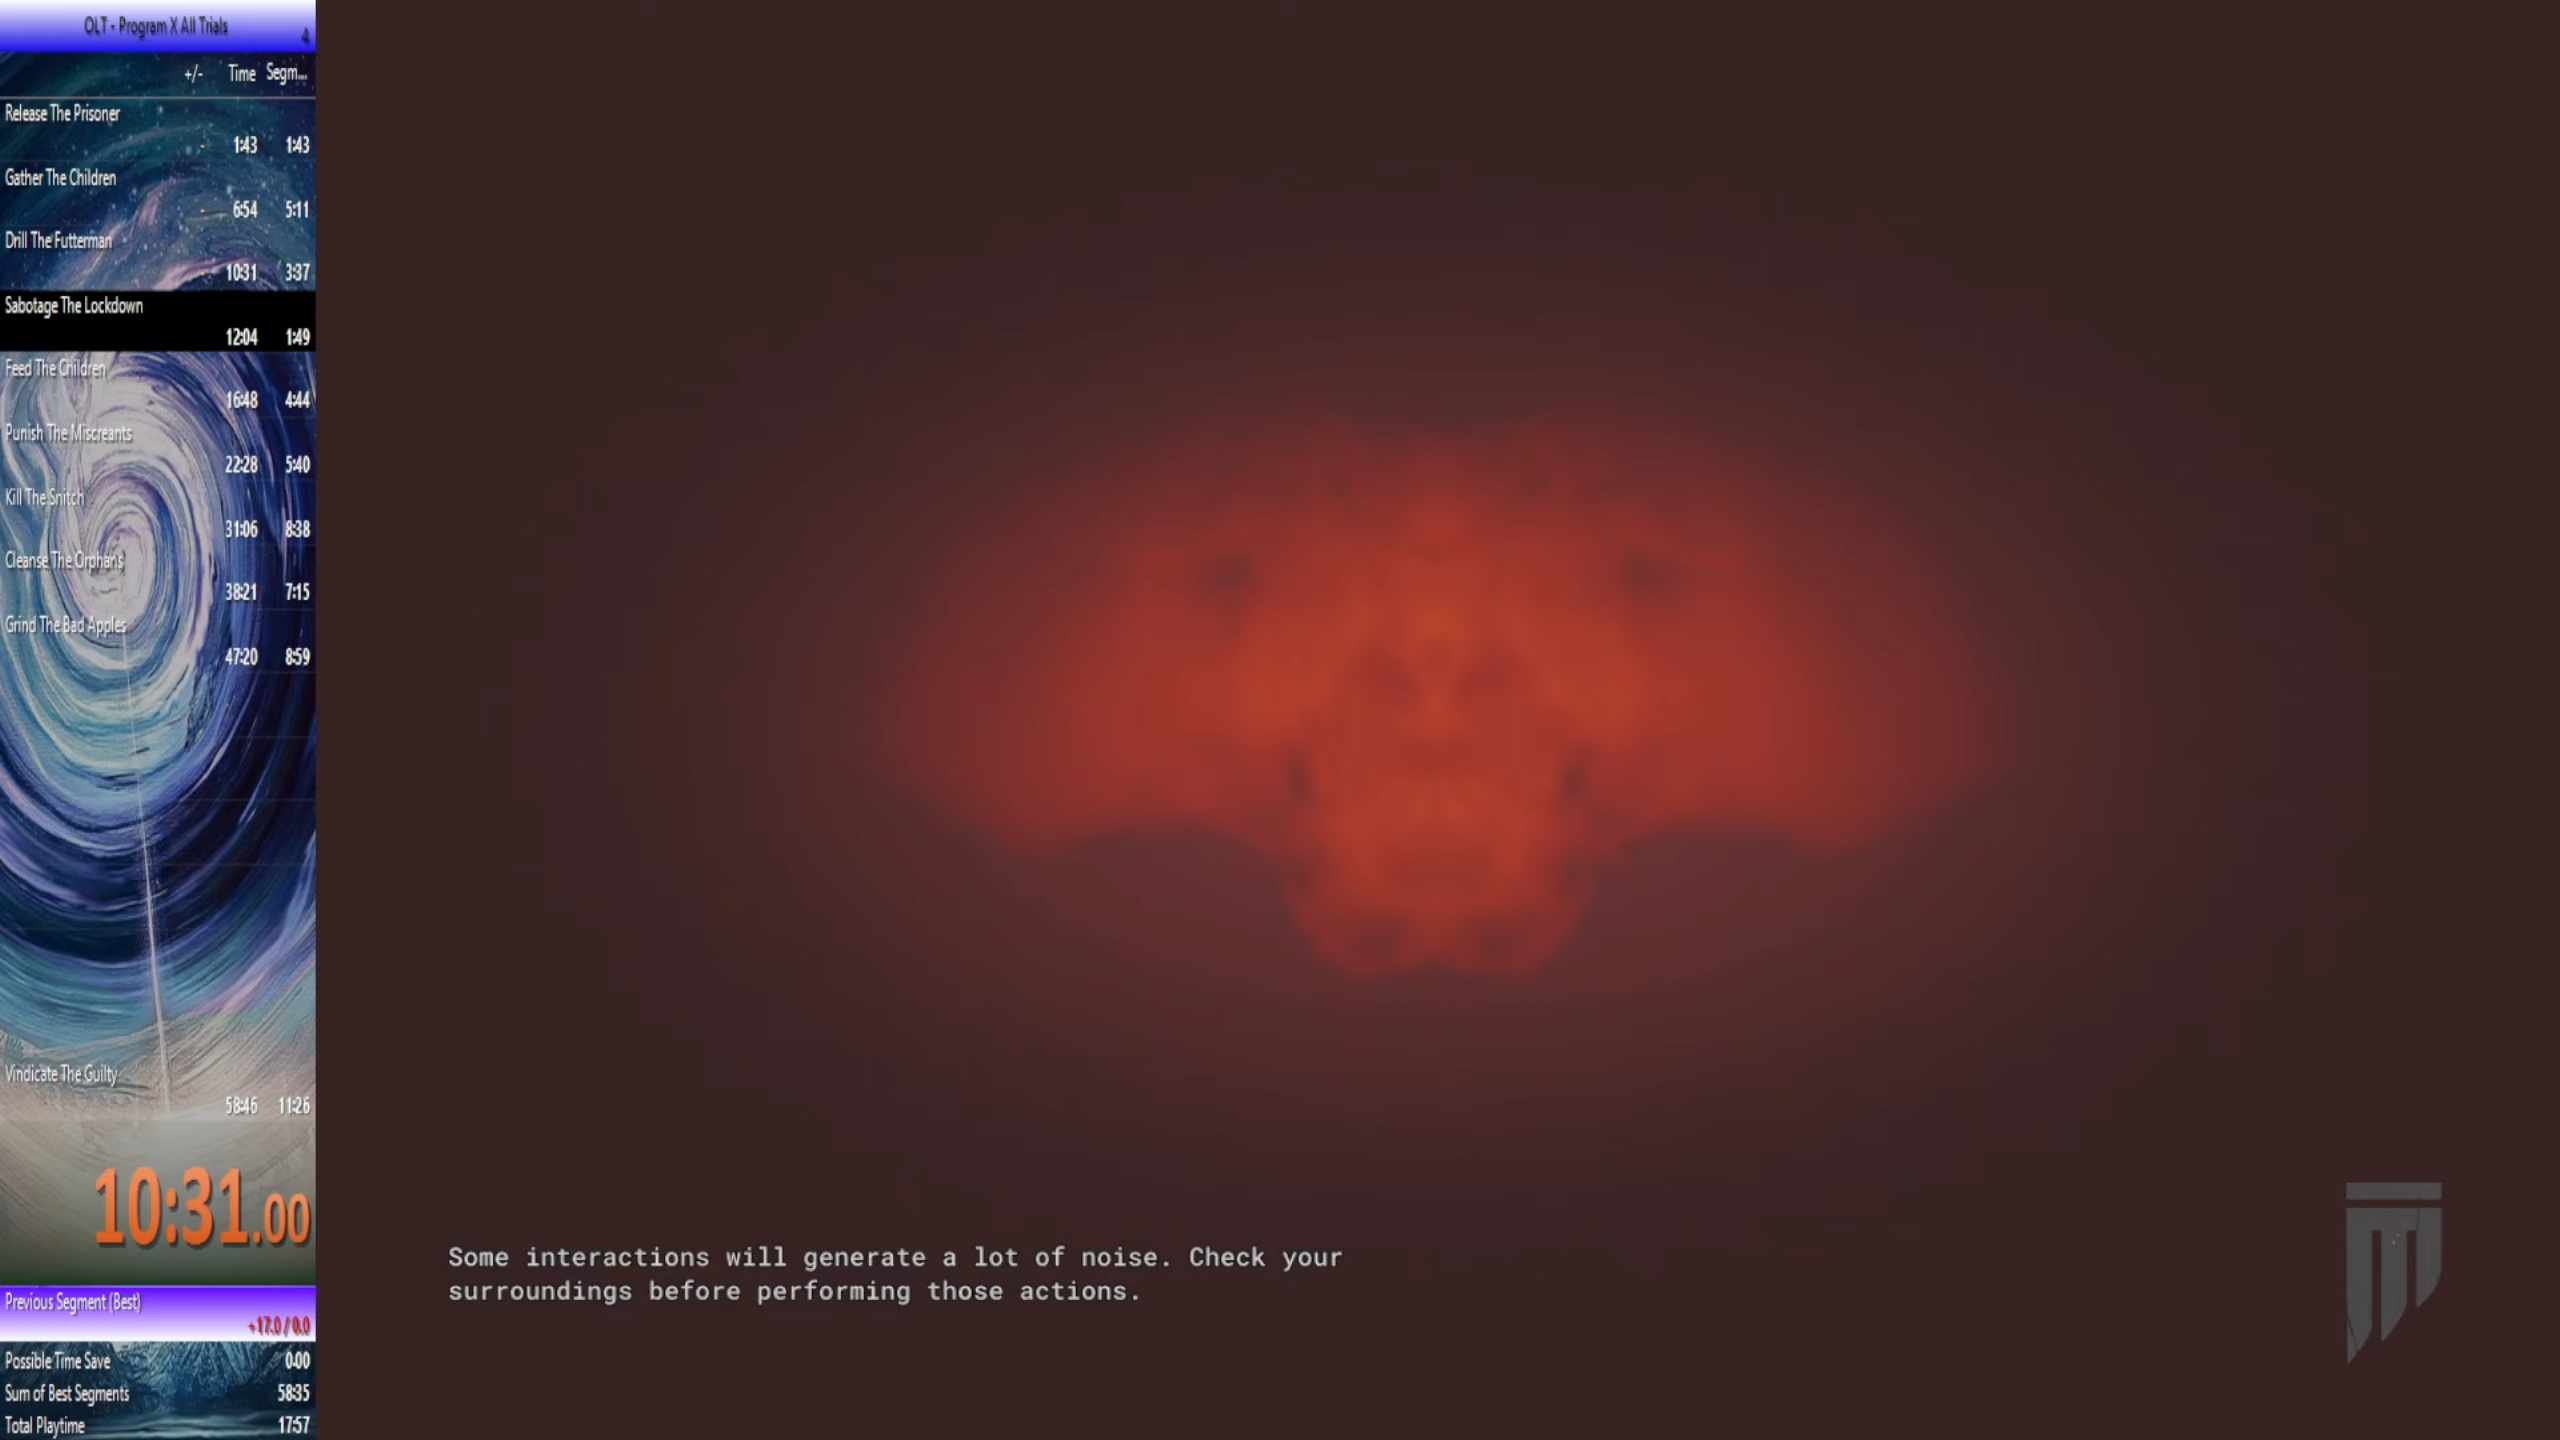 OLT - Program X All Trials
4
+/- Time Segm...
Release The Prisoner
- 1:43 1:43
Gather The Children
- 6:54 5:11
Drill The Futterman
- 10:31 3:37
Sabotage The Lockdown
12:04 1:49
Feed The Children
16:48 4:44
Punish The Miscreants
22:28 5:40
Kill The Snitch
31:06 8:38
Cleanse The Orphans
38:21 7:15
Grind The Bad Apples
47:20 8:59
Vindicate The Guilty
58:46 11:26
10:31.00
Previous Segment (Best)
+17.0 / 0.0
Possible Time Save 0.00
Sum of Best Segments 58:35
Total Playtime 17:57
Some interactions will generate a lot of noise. Check your
surroundings before performing those actions.